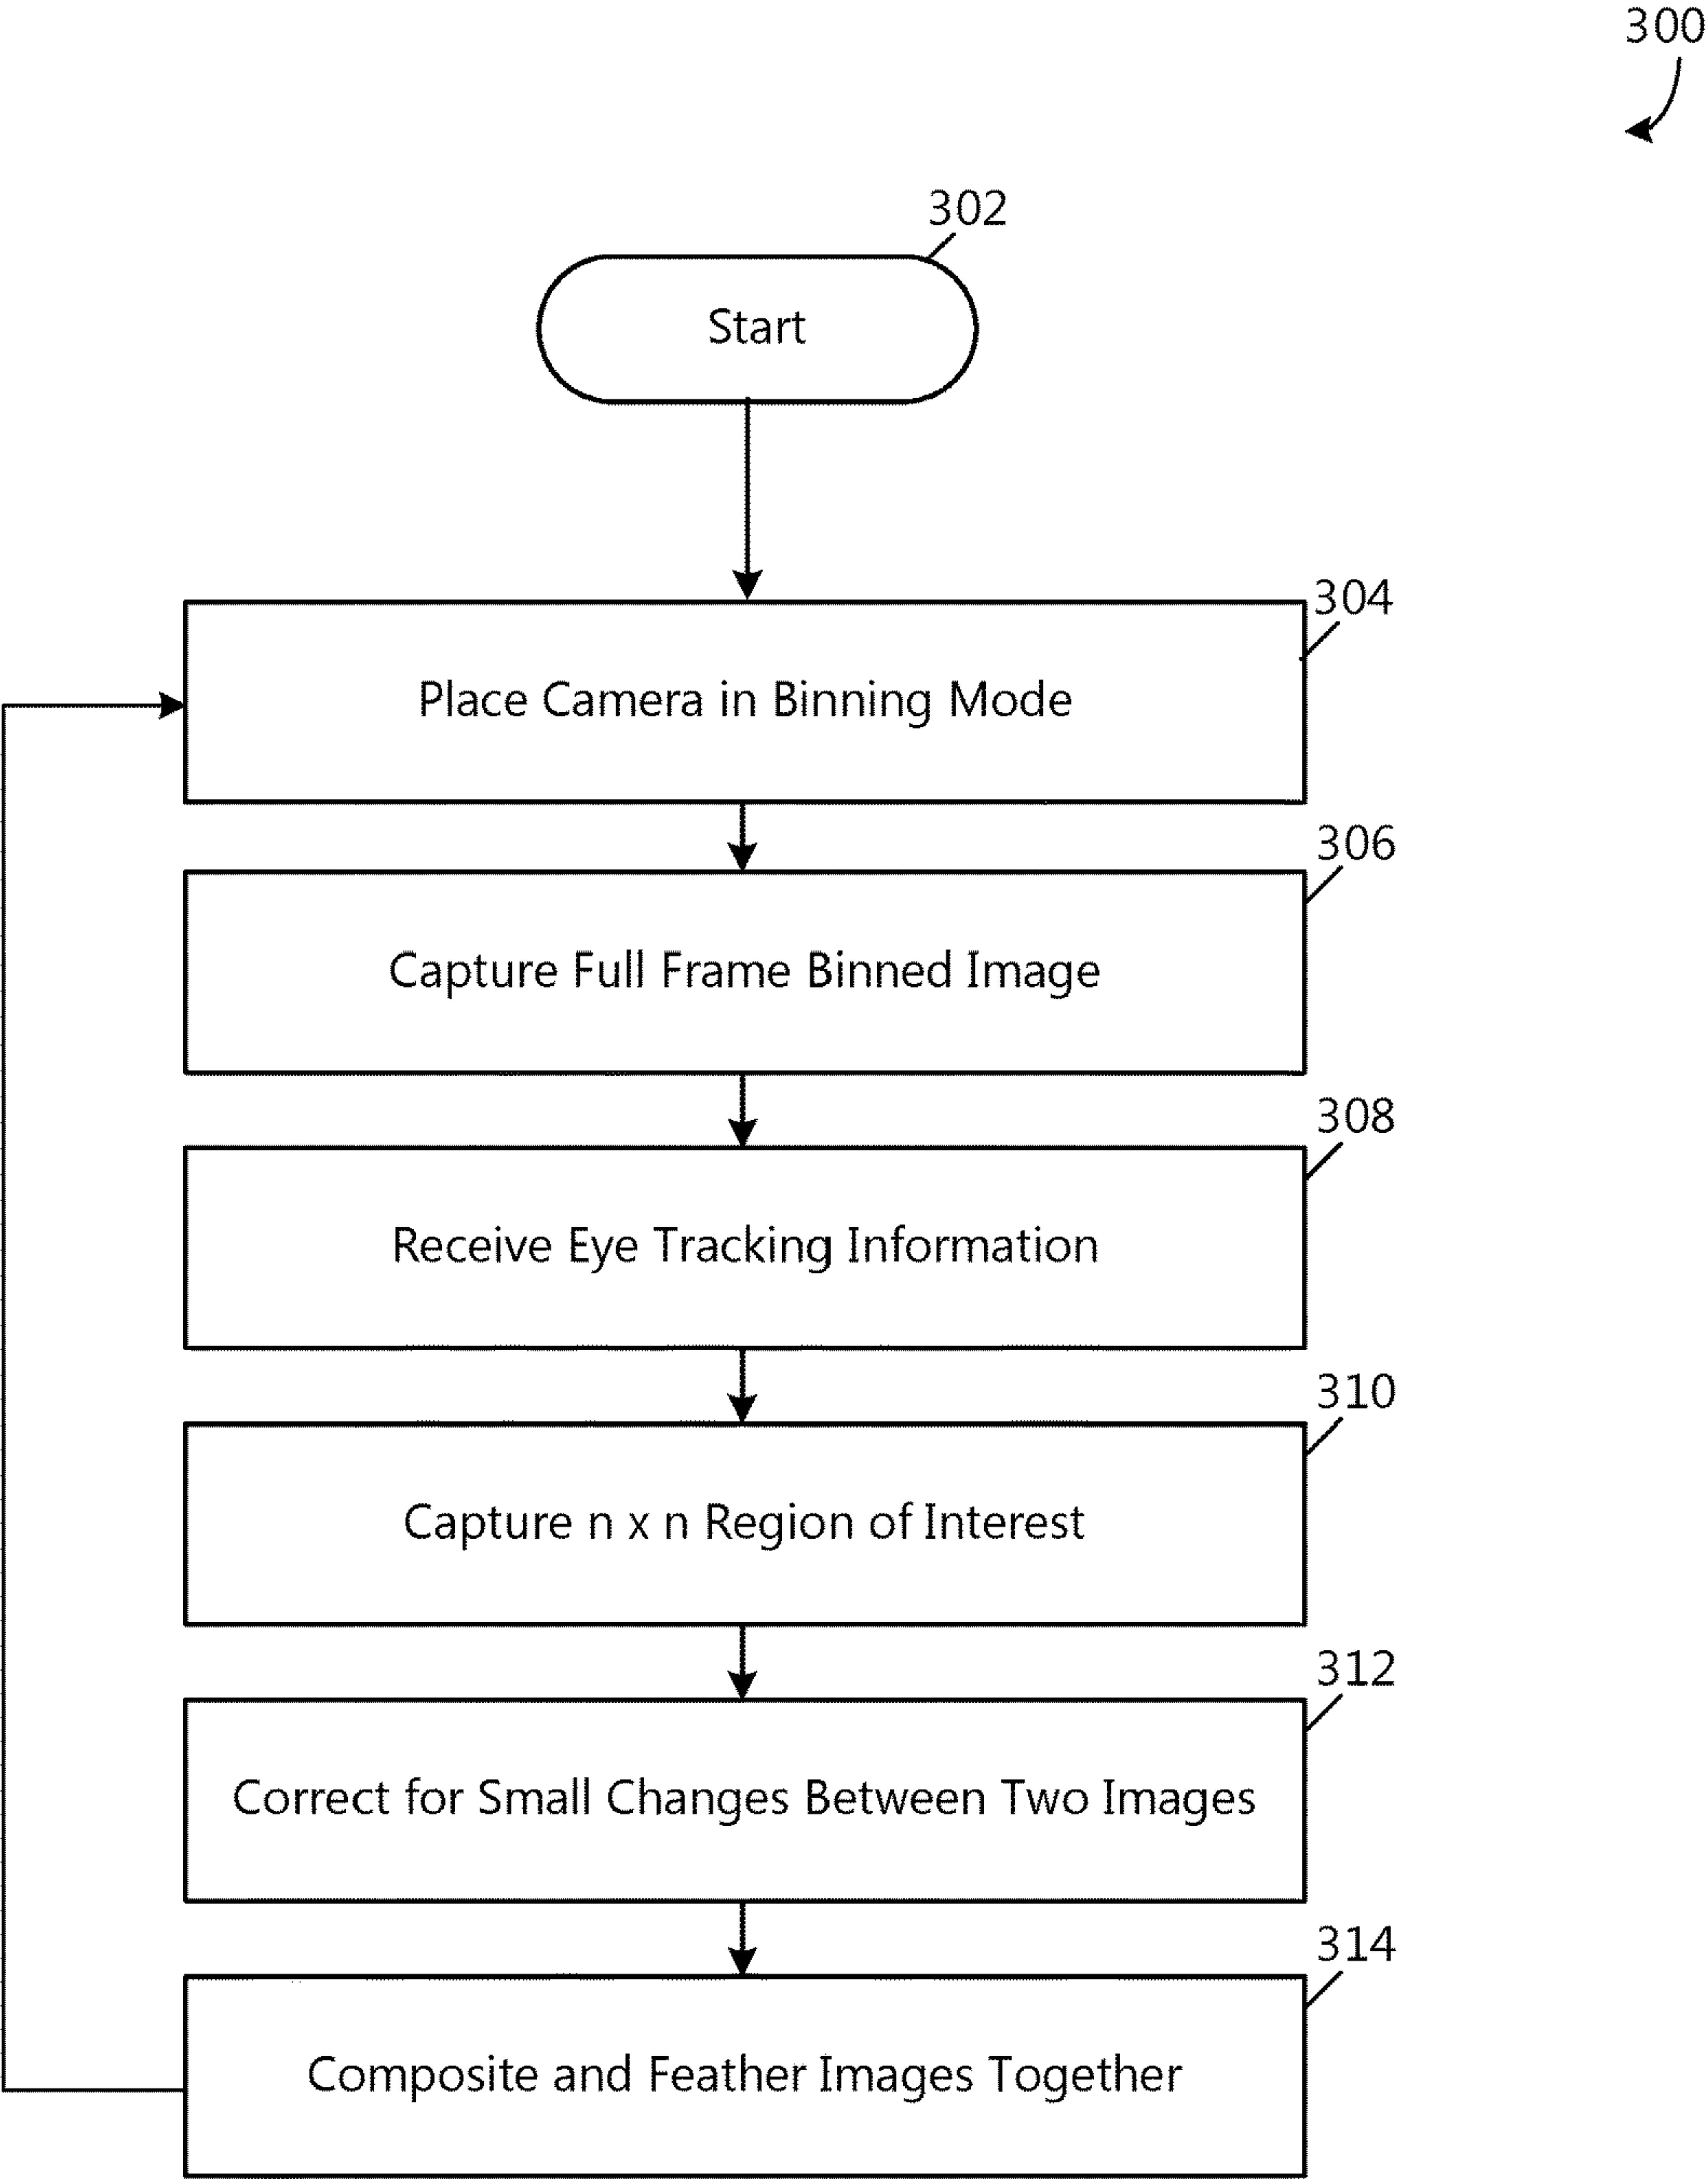 300
302
Start
304
Place Camera in Binning Mode
306
Capture Full Frame Binned Image
308
Receive Eye Tracking Information
310
Capture n x n Region of Interest
312
Correct for Small Changes Between Two Images
314
Composite and Feather Images Together